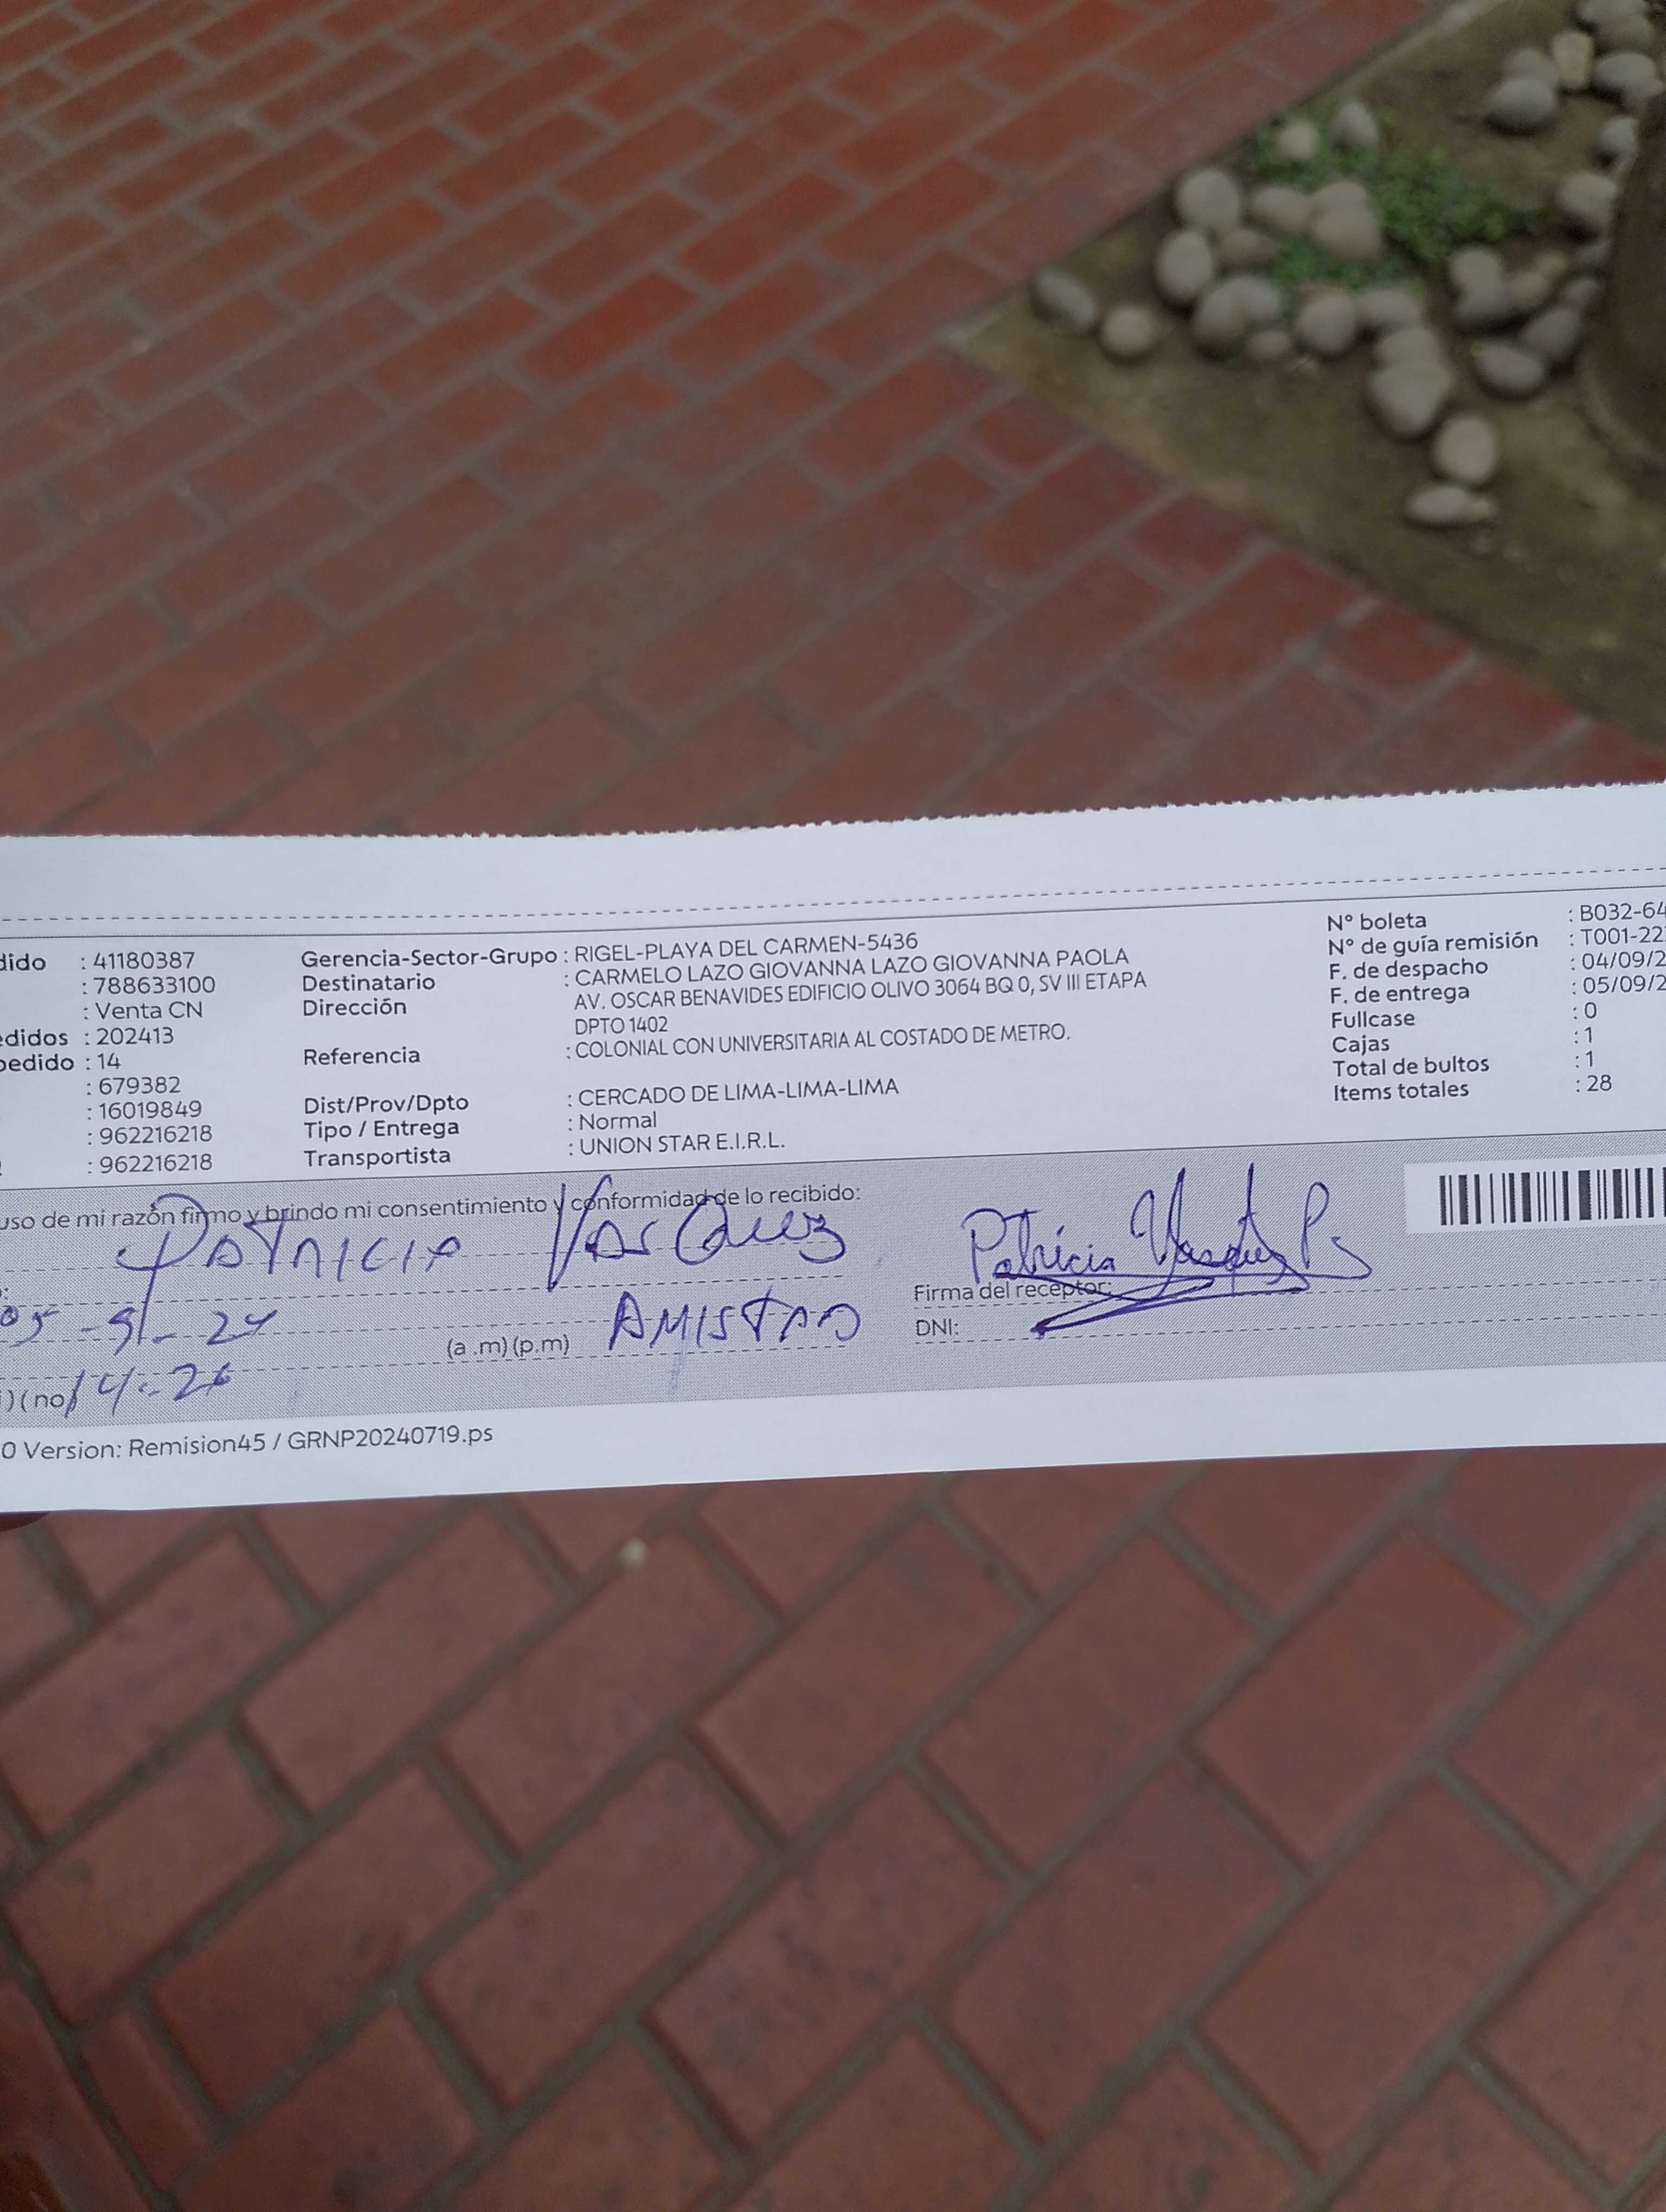 dido : 41180387
: 788633100
: Venta CN
edidos : 202413
pedido : 14
: 679382
: 16019849
: 962216218
: 962216218
Gerencia-Sector-Grupo : RIGEL-PLAYA DEL CARMEN-5436
Destinatario : CARMELO LAZO GIOVANNA LAZO GIOVANNA PAOLA
Dirección AV. OSCAR BENAVIDES EDIFICIO OLIVO 3064 BQ 0, SV III ETAPA
DPTO 1402
Referencia : COLONIAL CON UNIVERSITARIA AL COSTADO DE METRO.
Dist/Prov/Dpto : CERCADO DE LIMA-LIMA-LIMA
Tipo / Entrega : Normal
Transportista : UNION STAR E.I.R.L.
N° boleta : B032-64
N° de guía remisión : T001-22
F. de despacho : 04/09/2
F. de entrega : 05/09/2
Fullcase : 0
Cajas : 1
Total de bultos : 1
Items totales : 28
uso de mi razón firmo y brindo mi consentimiento y conformidad de lo recibido:
PATRICIA Vasquez
Patricia Vasquez P.
Firma del receptor:
05-9-24
(a .m) (p.m) AMISTAD
DNI:
) (no) 14:26
0 Version: Remision45 / GRNP20240719.ps